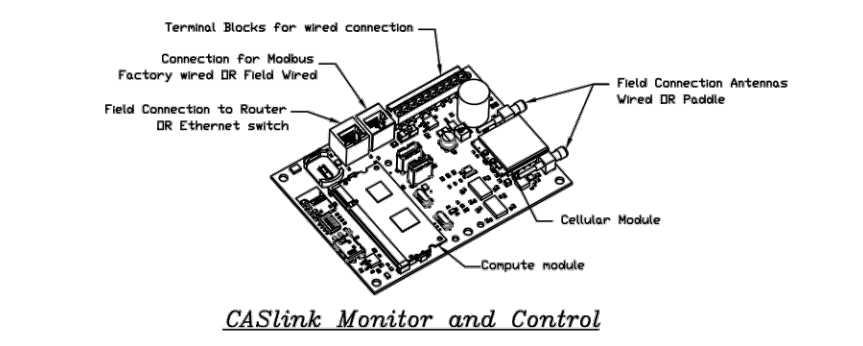 Terminal Blocks for wired connection
Connection for Modbus
Factory wired OR Field Wired
Field Connection to Router
OR Ethernet switch
Field Connection Antennas
Wired OR Paddle
Cellular Module
Compute module
CASlink Monitor and Control